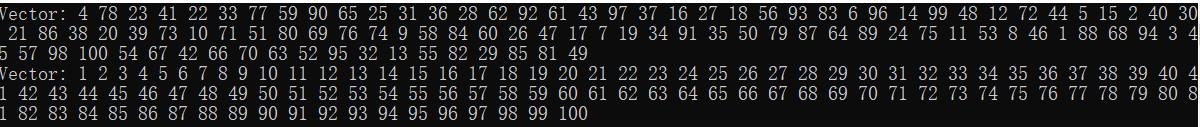 Vector: 4 78 23 41 22 33 77 59 90 65 25 31 36 28 62 92 61 43 97 37 16 27 18 56 93 83 6 96 14 99 48 12 72 44 5 15 2 40 30
21 86 38 20 39 73 10 71 51 80 69 76 74 9 58 84 60 26 47 17 7 19 34 91 35 50 79 87 64 89 24 75 11 53 8 46 1 88 68 94 3 4
5 57 98 100 54 67 42 66 70 63 52 95 32 13 55 82 29 85 81 49
Vector: 1 2 3 4 5 6 7 8 9 10 11 12 13 14 15 16 17 18 19 20 21 22 23 24 25 26 27 28 29 30 31 32 33 34 35 36 37 38 39 40 4
1 42 43 44 45 46 47 48 49 50 51 52 53 54 55 56 57 58 59 60 61 62 63 64 65 66 67 68 69 70 71 72 73 74 75 76 77 78 79 80 8
1 82 83 84 85 86 87 88 89 90 91 92 93 94 95 96 97 98 99 100